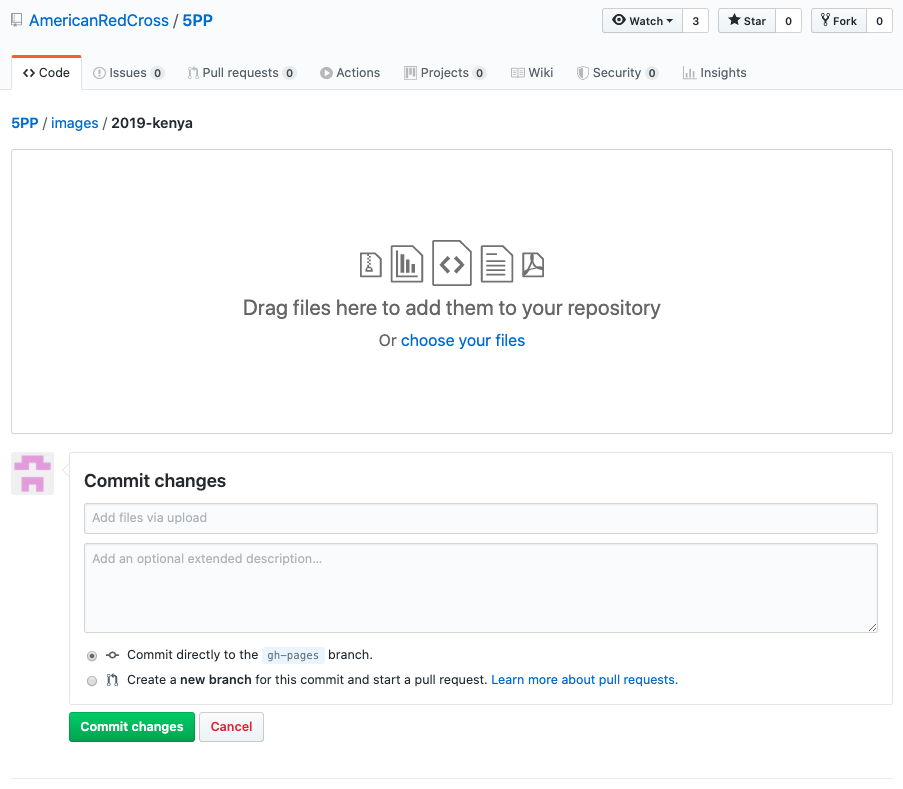 AmericanRedCross / 5PP
Watch 3 Star 0 Fork 0
Code Issues 0 Pull requests 0 Actions Projects 0 Wiki Security 0 Insights
5PP / images / 2019-kenya
Drag files here to add them to your repository
Or choose your files
Commit changes
Add files via upload
Add an optional extended description...
Commit directly to the gh-pages branch.
Create a new branch for this commit and start a pull request. Learn more about pull requests.
Commit changes Cancel